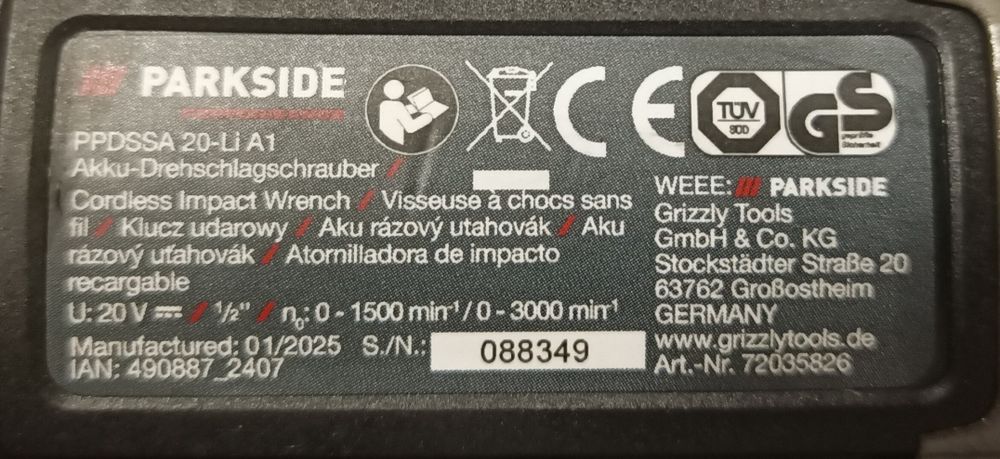 PARKSIDE
PPDSSA 20-Li A1
Akku-Drehschlagschrauber /
Cordless Impact Wrench / Visseuse à chocs sans
fil / Klucz udarowy / Aku rázový utahovák / Aku
rázový uťahovák / Atornilladora de impacto
recargable
U: 20 V ⎓ / 1/2" / n₀: 0 - 1500 min⁻¹ / 0 - 3000 min⁻¹
Manufactured: 01/2025 S./N.: 088349
IAN: 490887_2407
CE
TÜV
SÜD
GS
geprüfte
Sicherheit
WEEE: PARKSIDE
Grizzly Tools
GmbH & Co. KG
Stockstädter Straße 20
63762 Großostheim
GERMANY
www.grizzlytools.de
Art.-Nr. 72035826